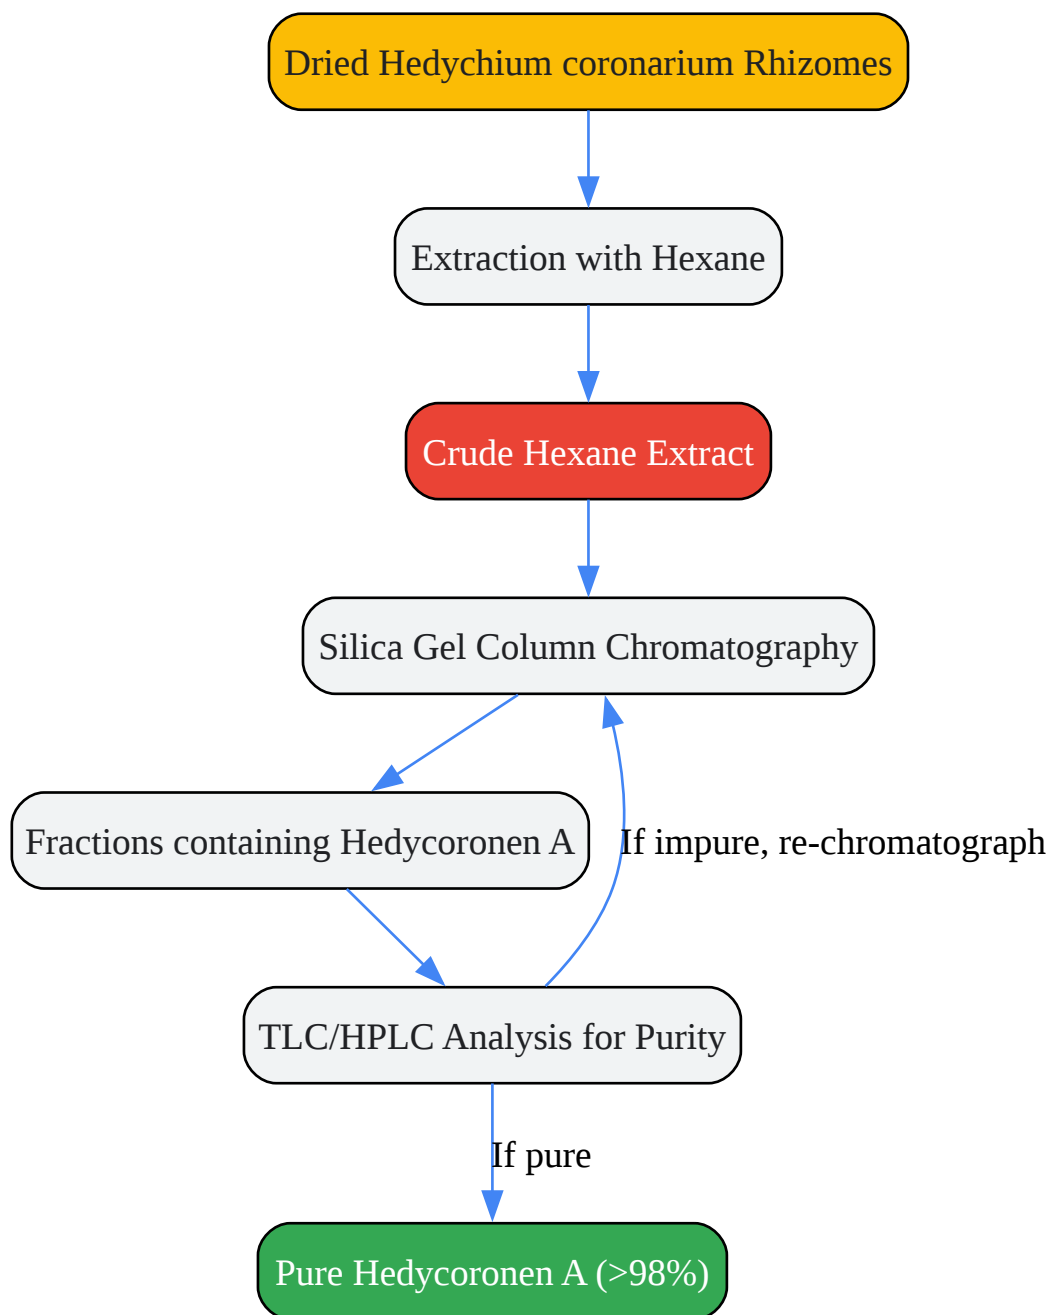 Dried Hedychium coronarium Rhizomes
Extraction with Hexane
Crude Hexane Extract
Silica Gel Column Chromatography
Fractions containing Hedycoronen A
If impure, re-chromatograph
TLC/HPLC Analysis for Purity
If pure
Pure Hedycoronen A (>98%)